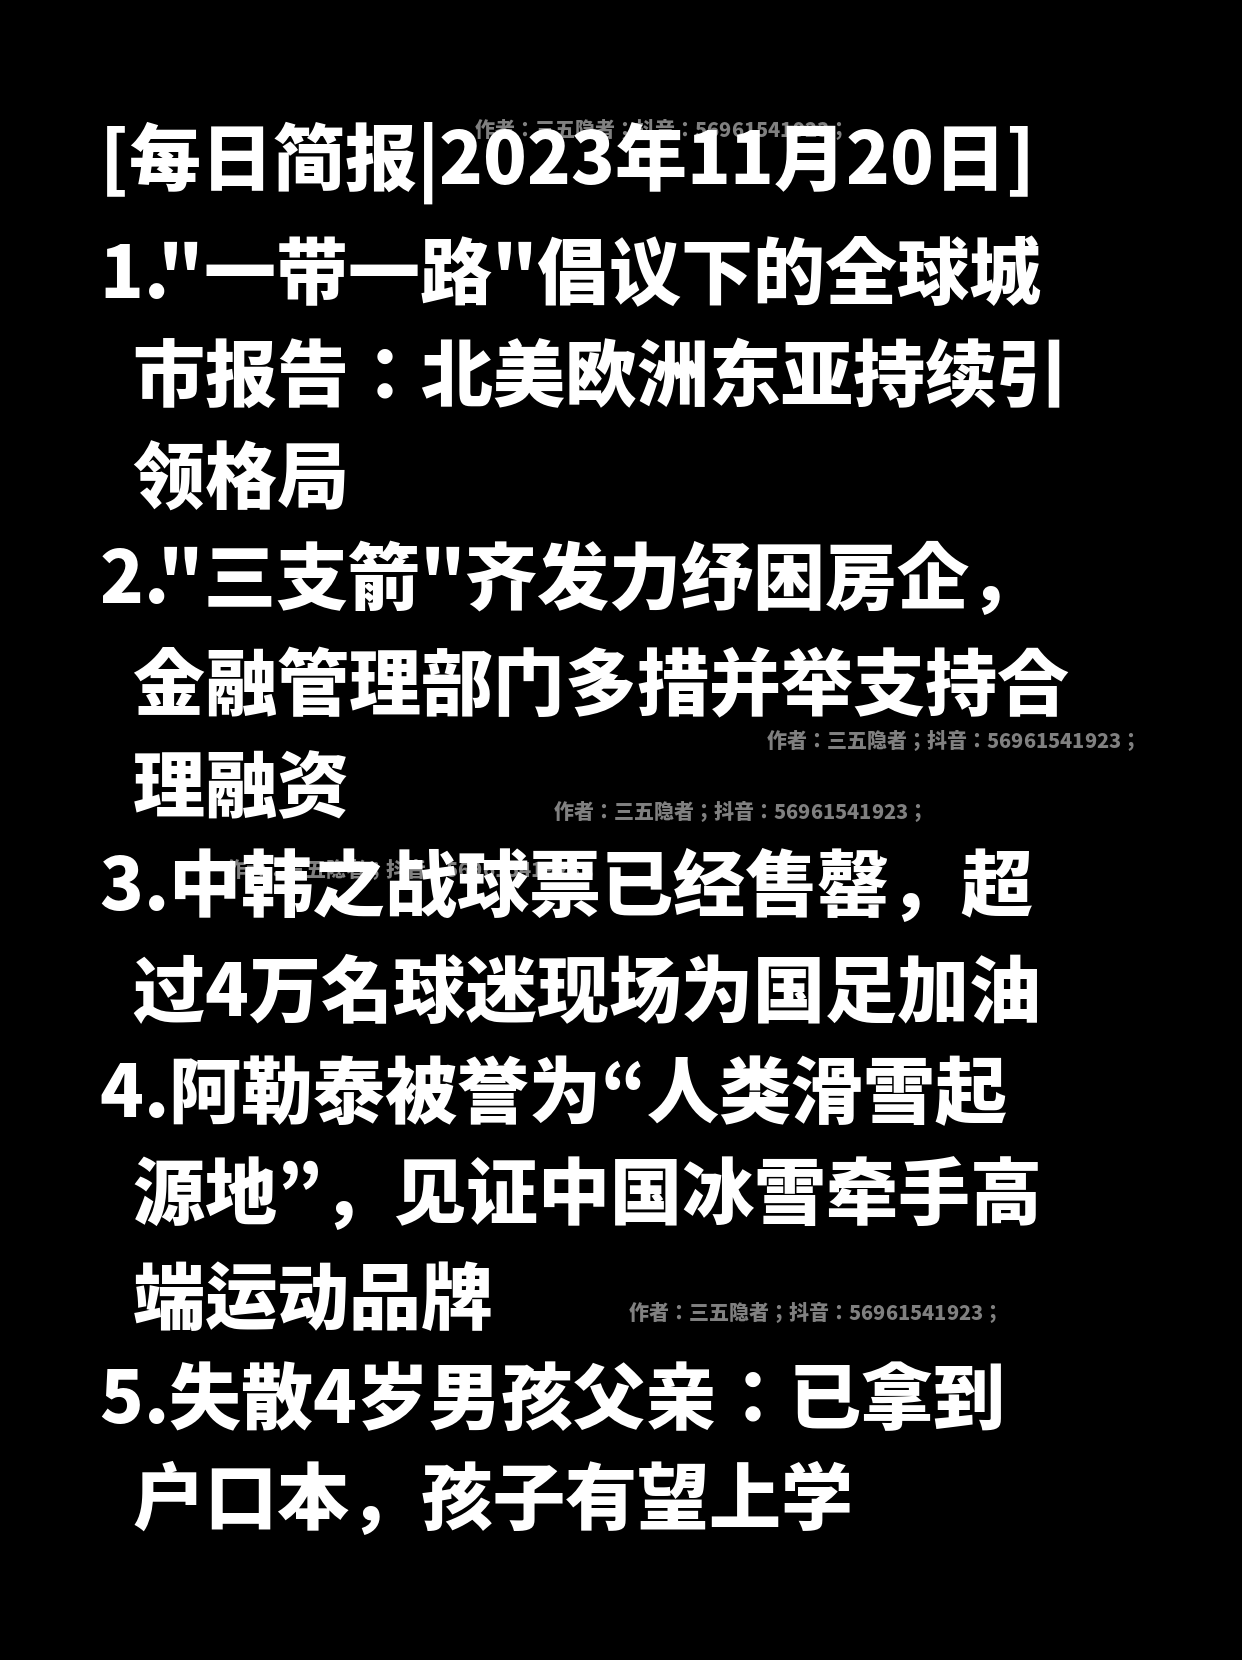 作者：三五隐者；抖音：56961541923；
[每日简报|2023年11月20日]
1."一带一路"倡议下的全球城
市报告：北美欧洲东亚持续引
领格局
2."三支箭"齐发力纾困房企，
金融管理部门多措并举支持合
作者：三五隐者；抖音：56961541923；
理融资
作者：三五隐者；抖音：56961541923；
3.中韩之战球票已经售罄，超
过4万名球迷现场为国足加油
4.阿勒泰被誉为“人类滑雪起
源地”，见证中国冰雪牵手高
端运动品牌
作者：三五隐者；抖音：56961541923；
5.失散4岁男孩父亲：已拿到
户口本，孩子有望上学